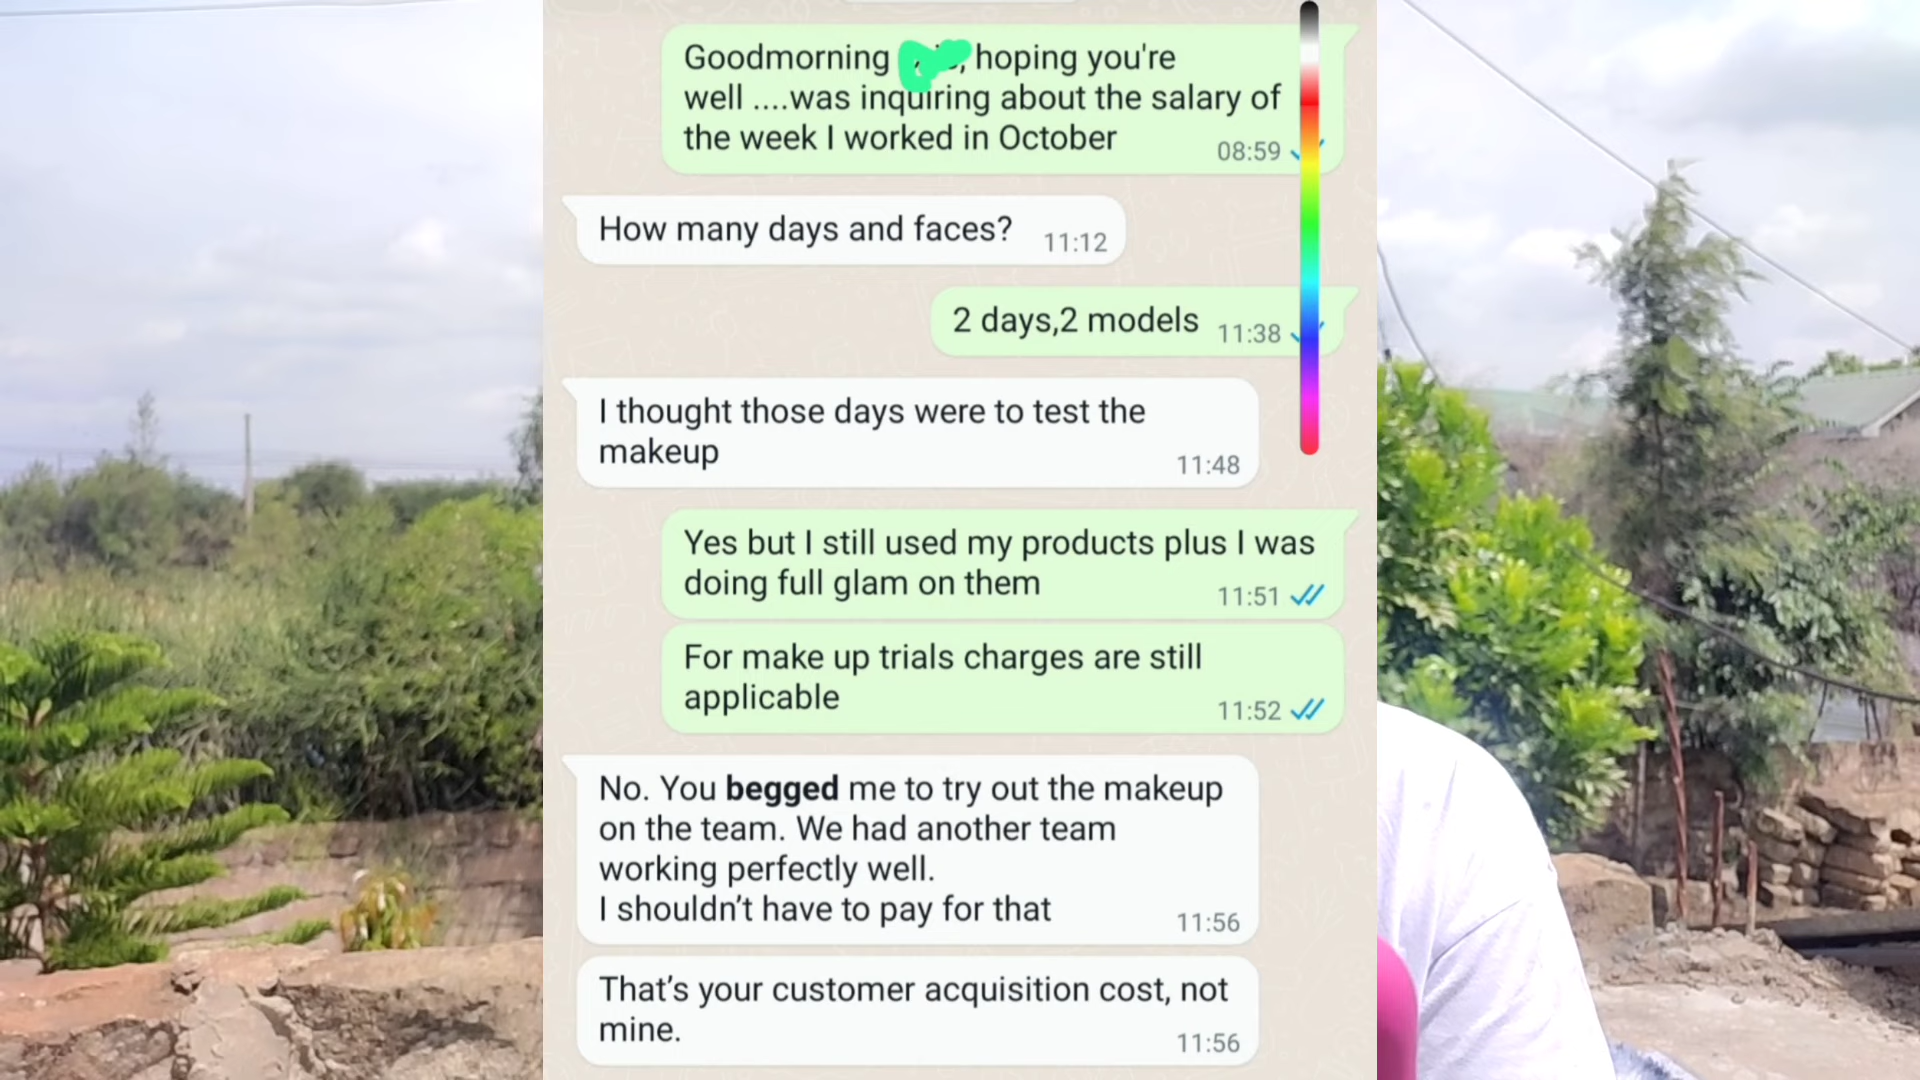 Goodmorning hoping you're
well ....was inquiring about the salary of
the week I worked in October
08:59
How many days and faces?
11:12
2 days,2 models
11:38
I thought those days were to test the
makeup
11:48
Yes but I still used my products plus I was
doing full glam on them
11:51
For make up trials charges are still
applicable
11:52
No. You begged me to try out the makeup
on the team. We had another team
working perfectly well.
I shouldn't have to pay for that
11:56
That's your customer acquisition cost, not
mine.
11:56